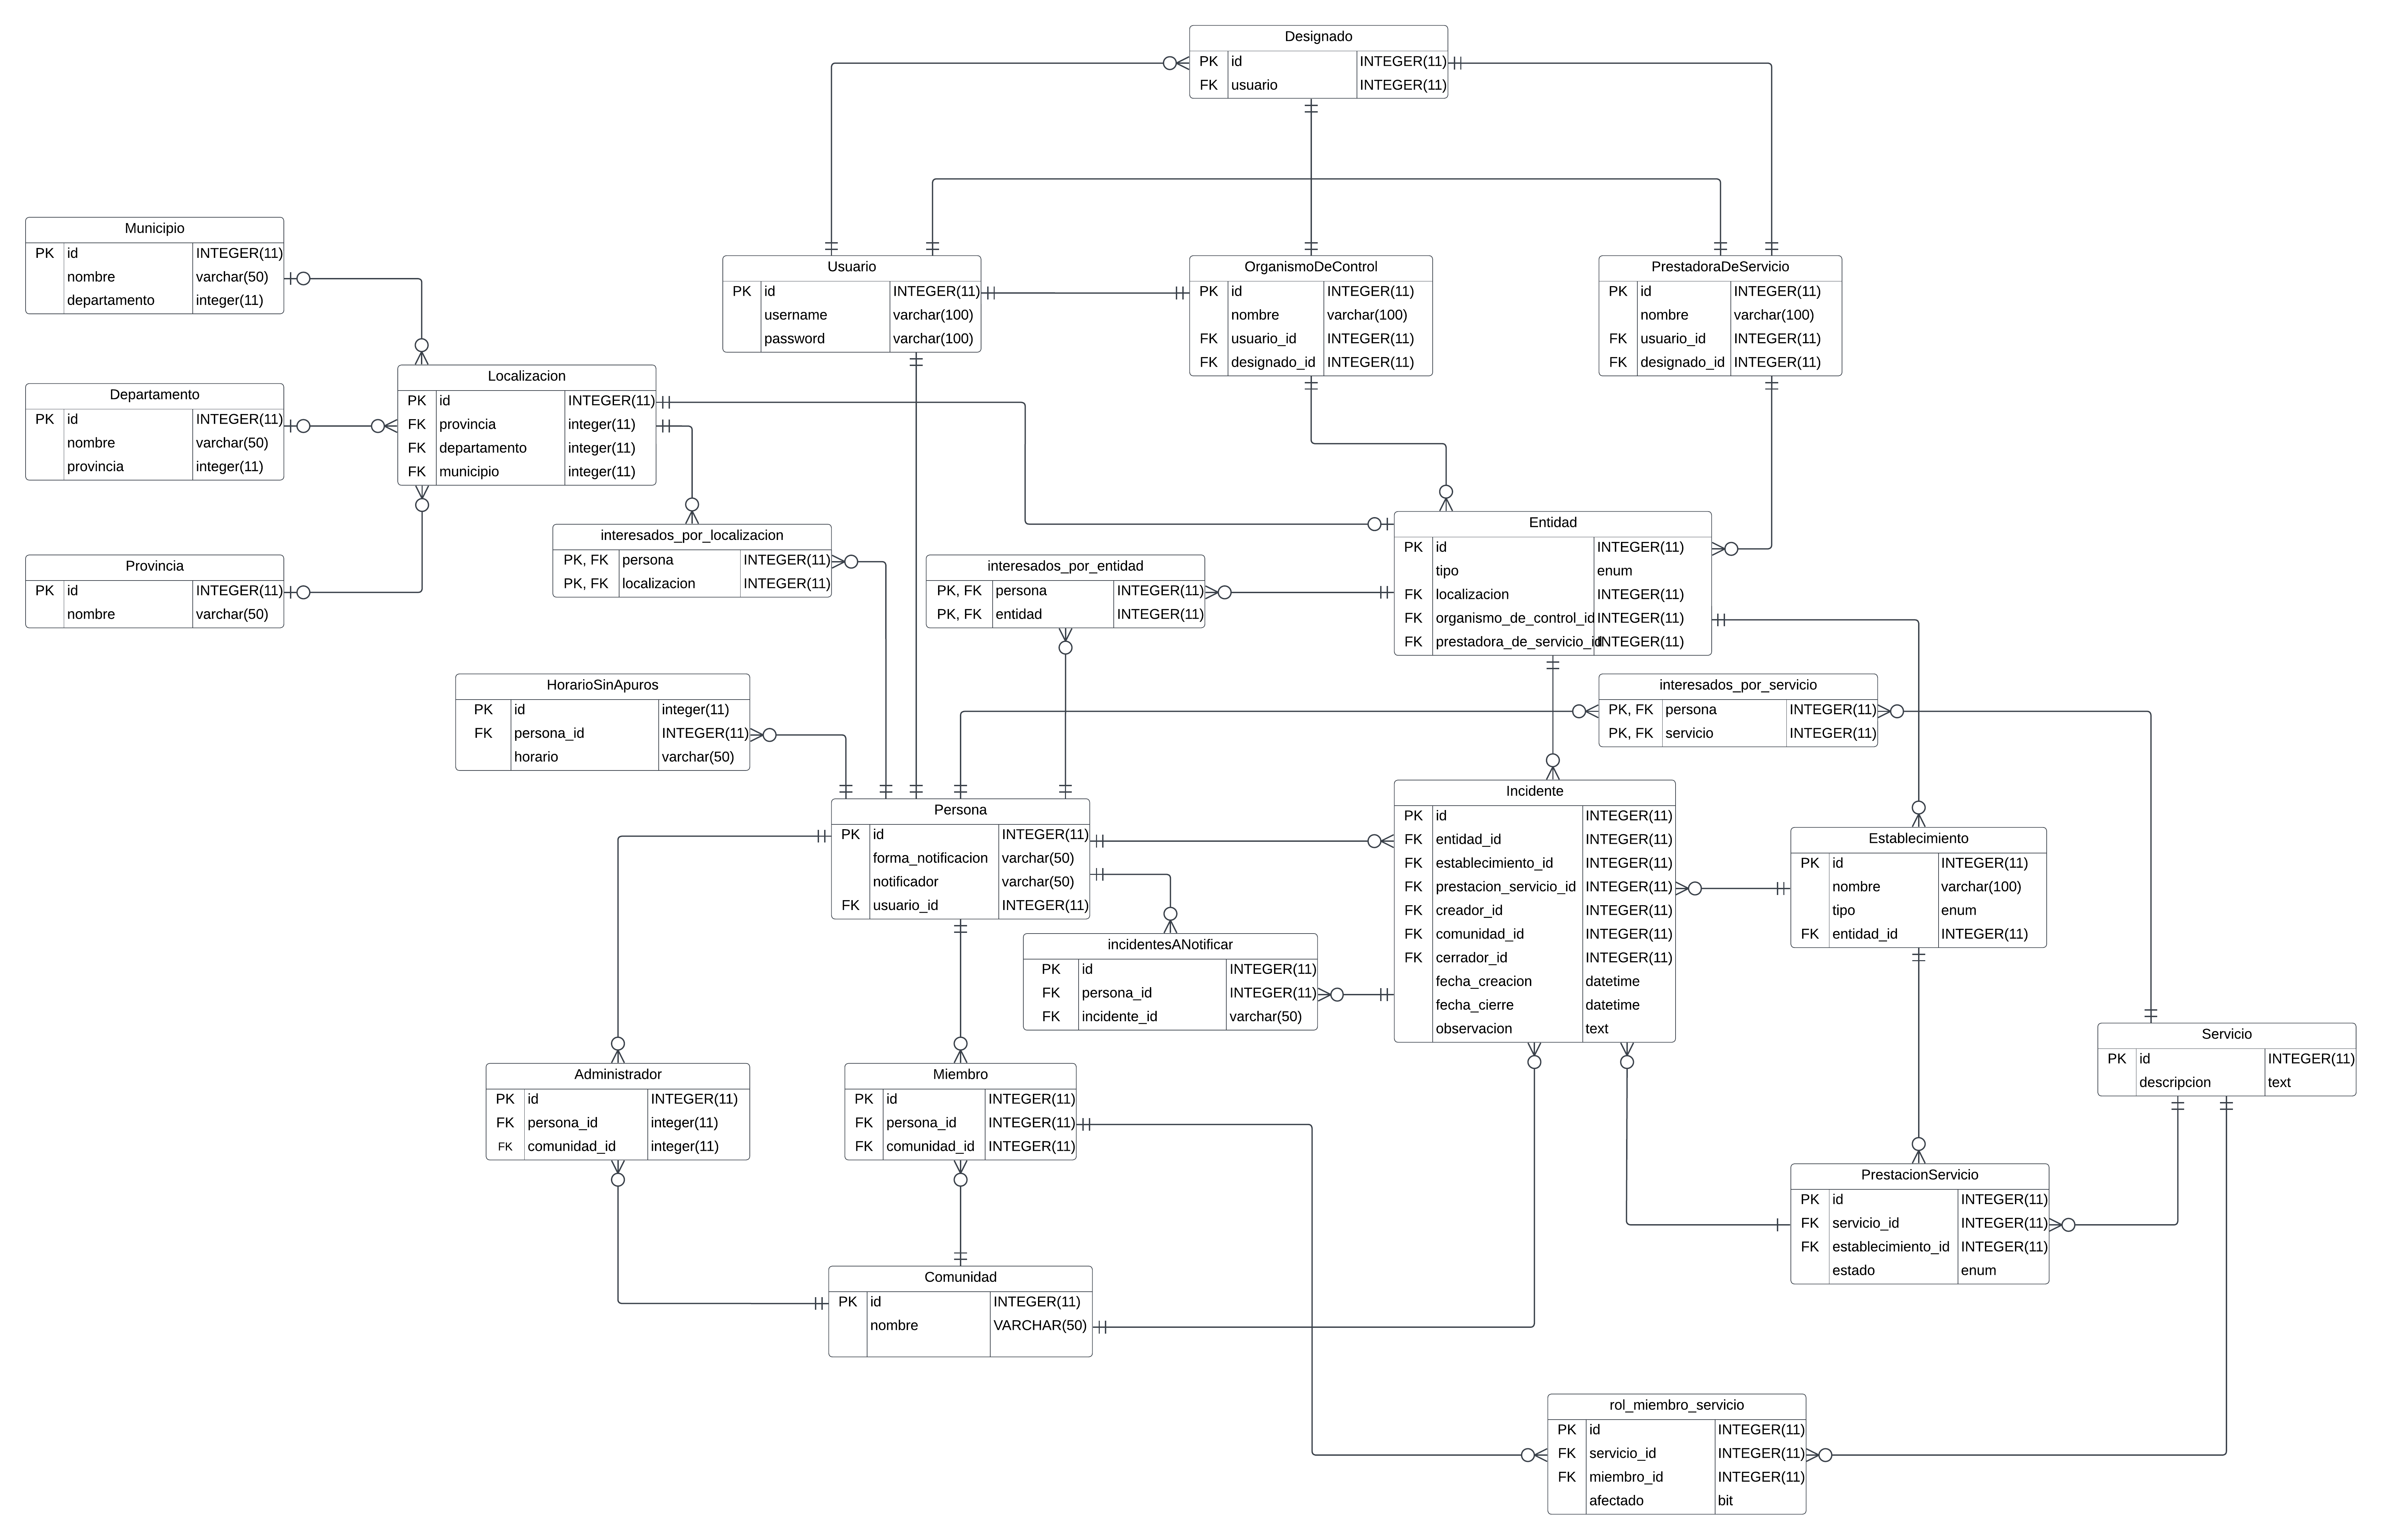 Designado
PK id INTEGER(11)
FK usuario INTEGER(11)
Municipio
PK id INTEGER(11)
nombre varchar(50)
departamento integer(11)
Usuario
PK id INTEGER(11)
username varchar(100)
password varchar(100)
OrganismoDeControl
PK id INTEGER(11)
nombre varchar(100)
FK usuario_id INTEGER(11)
FK designado_id INTEGER(11)
PrestadoraDeServicio
PK id INTEGER(11)
nombre varchar(100)
FK usuario_id INTEGER(11)
FK designado_id INTEGER(11)
Localizacion
PK id INTEGER(11)
FK provincia integer(11)
FK departamento integer(11)
FK municipio integer(11)
Departamento
PK id INTEGER(11)
nombre varchar(50)
provincia integer(11)
Provincia
PK id INTEGER(11)
nombre varchar(50)
interesados_por_localizacion
PK, FK persona INTEGER(11)
PK, FK localizacion INTEGER(11)
interesados_por_entidad
PK, FK persona INTEGER(11)
PK, FK entidad INTEGER(11)
Entidad
PK id INTEGER(11)
tipo enum
FK localizacion INTEGER(11)
FK organismo_de_control_id INTEGER(11)
FK prestadora_de_servicio_id INTEGER(11)
HorarioSinApuros
PK id integer(11)
FK persona_id INTEGER(11)
horario varchar(50)
interesados_por_servicio
PK, FK persona INTEGER(11)
PK, FK servicio INTEGER(11)
Persona
PK id INTEGER(11)
forma_notificacion varchar(50)
notificador varchar(50)
FK usuario_id INTEGER(11)
Incidente
PK id INTEGER(11)
FK entidad_id INTEGER(11)
FK establecimiento_id INTEGER(11)
FK prestacion_servicio_id INTEGER(11)
FK creador_id INTEGER(11)
FK comunidad_id INTEGER(11)
FK cerrador_id INTEGER(11)
fecha_creacion datetime
fecha_cierre datetime
observacion text
Establecimiento
PK id INTEGER(11)
nombre varchar(100)
tipo enum
FK entidad_id INTEGER(11)
incidentesANotificar
PK id INTEGER(11)
FK persona_id INTEGER(11)
FK incidente_id varchar(50)
Servicio
PK id INTEGER(11)
descripcion text
Administrador
PK id INTEGER(11)
FK persona_id integer(11)
FK comunidad_id integer(11)
Miembro
PK id INTEGER(11)
FK persona_id INTEGER(11)
FK comunidad_id INTEGER(11)
PrestacionServicio
PK id INTEGER(11)
FK servicio_id INTEGER(11)
FK establecimiento_id INTEGER(11)
estado enum
Comunidad
PK id INTEGER(11)
nombre VARCHAR(50)
rol_miembro_servicio
PK id INTEGER(11)
FK servicio_id INTEGER(11)
FK miembro_id INTEGER(11)
afectado bit